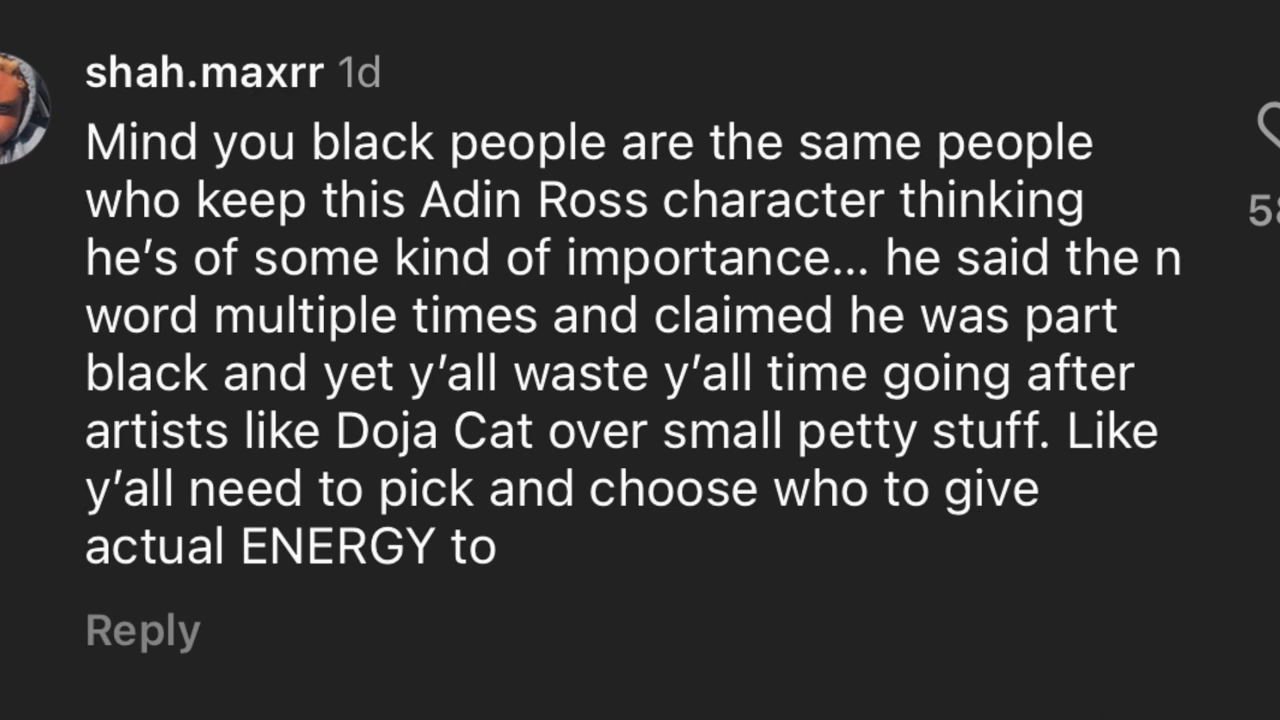 shah.maxrr 1d
Mind you black people are the same people
who keep this Adin Ross character thinking
he’s of some kind of importance... he said the n
word multiple times and claimed he was part
black and yet y’all waste y’all time going after
artists like Doja Cat over small petty stuff. Like
y’all need to pick and choose who to give
actual ENERGY to
Reply